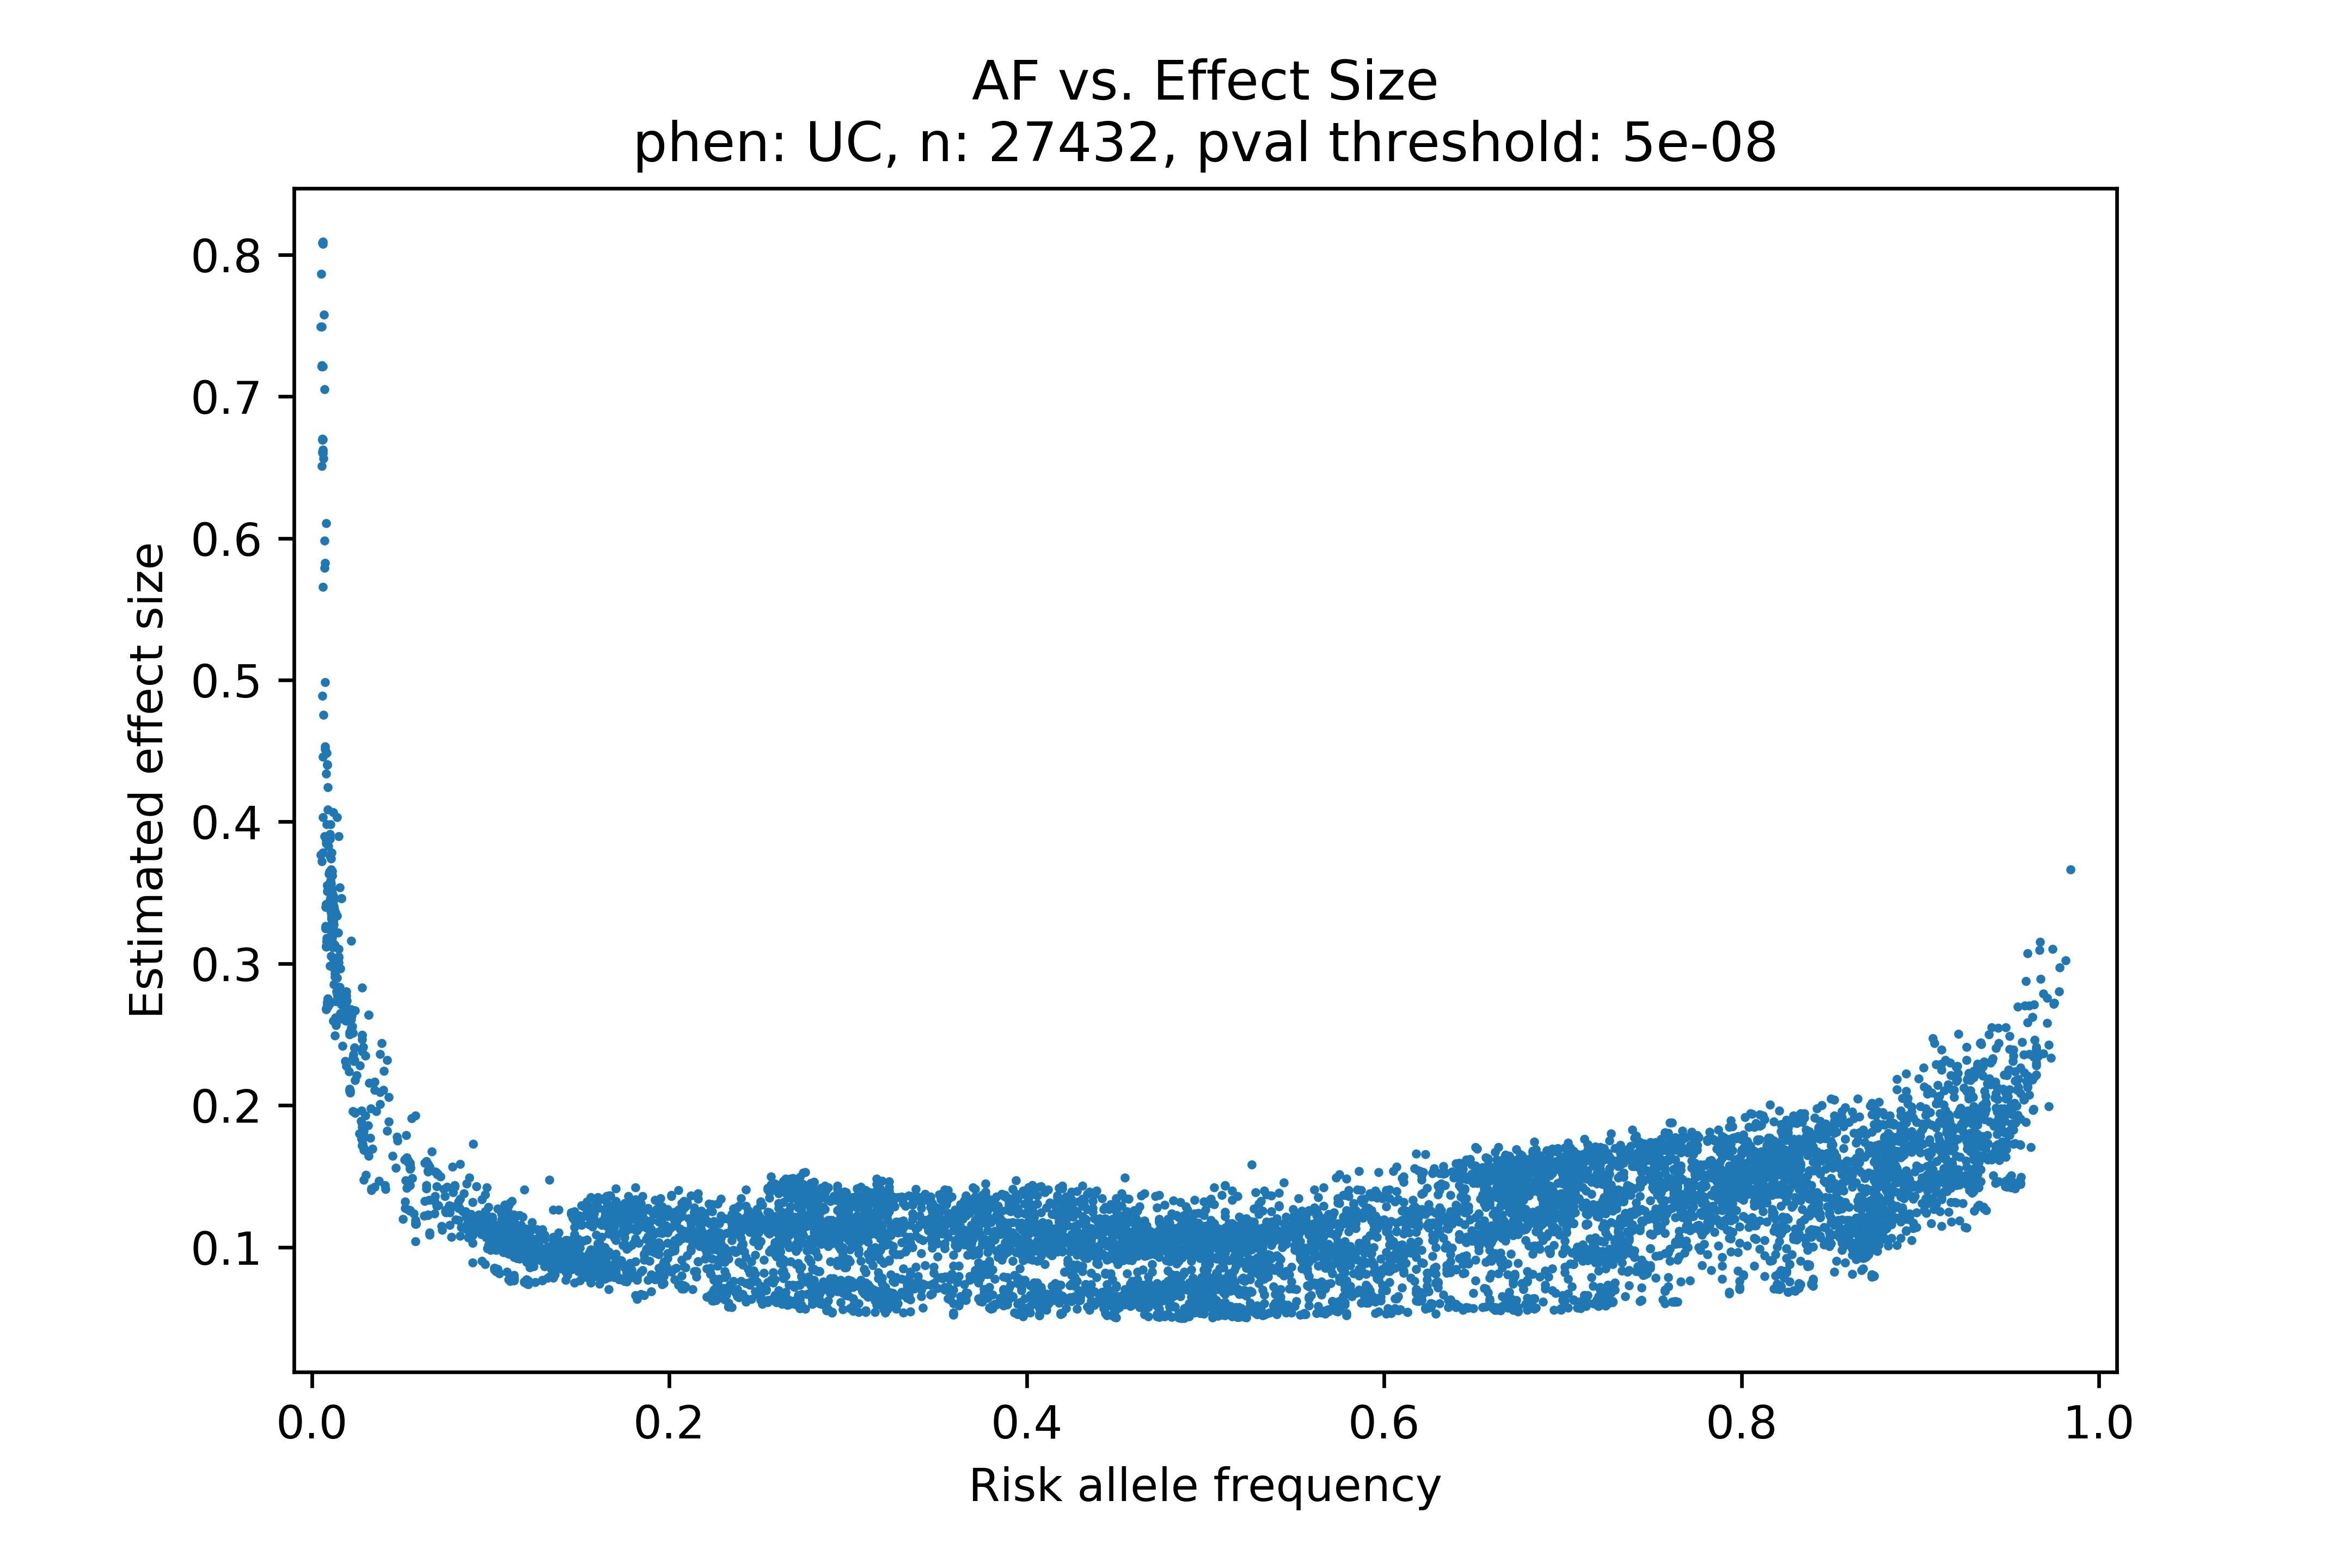 AF vs. Effect Size
phen: UC, n: 27432, pval threshold: 5e-08
Estimated effect size
0.8
0.7
0.6
0.5
0.4
0.3
0.2
0.1
0.0 0.2 0.4 0.6 0.8 1.0
Risk allele frequency